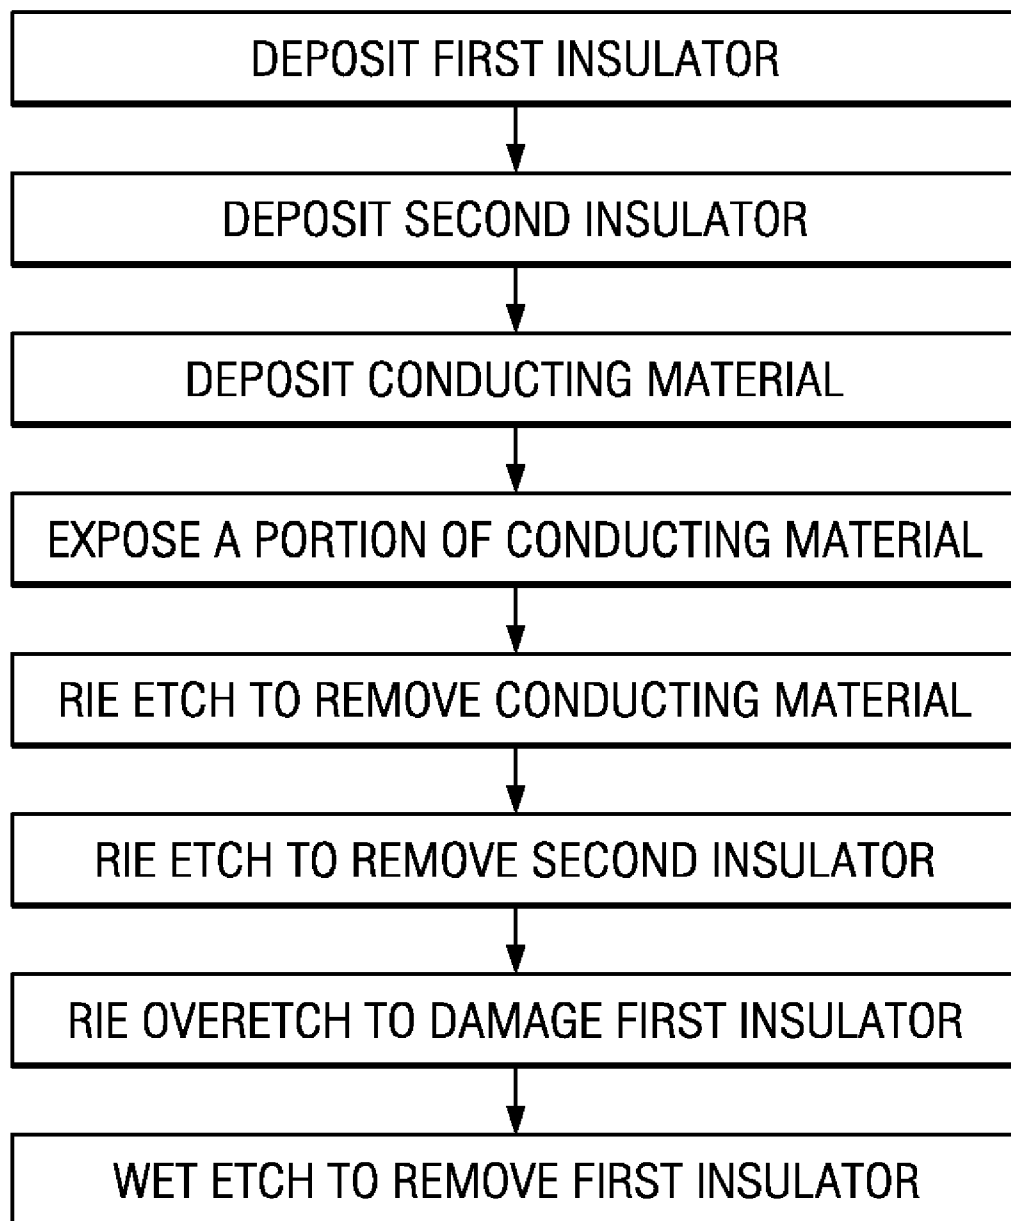 DEPOSIT FIRST INSULATOR
DEPOSIT SECOND INSULATOR
DEPOSIT CONDUCTING MATERIAL
EXPOSE A PORTION OF CONDUCTING MATERIAL
RIE ETCH TO REMOVE CONDUCTING MATERIAL
RIE ETCH TO REMOVE SECOND INSULATOR
RIE OVERETCH TO DAMAGE FIRST INSULATOR
WET ETCH TO REMOVE FIRST INSULATOR